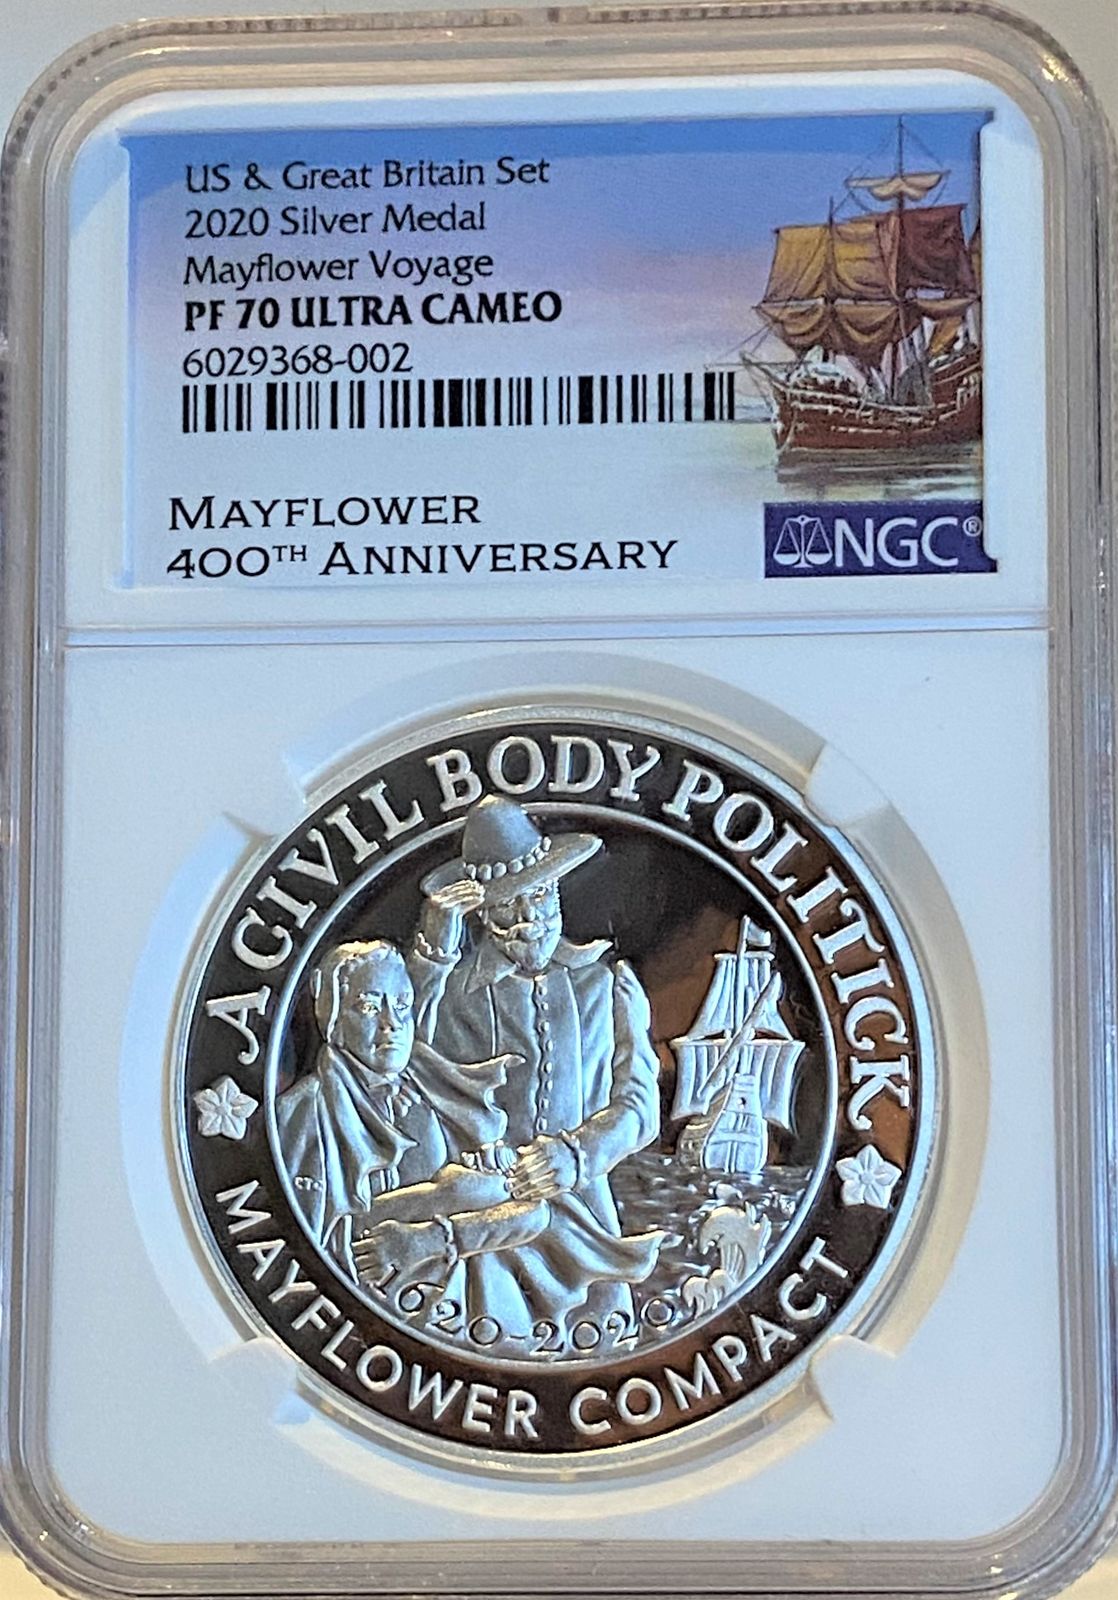 US & Great Britain Set
2020 Silver Medal
Mayflower Voyage
PF 70 ULTRA CAMEO
6029368-002
MAYFLOWER
400TH ANNIVERSARY
NGC®
A CIVIL BODY POLITICK
1620-2020
MAYFLOWER COMPACT